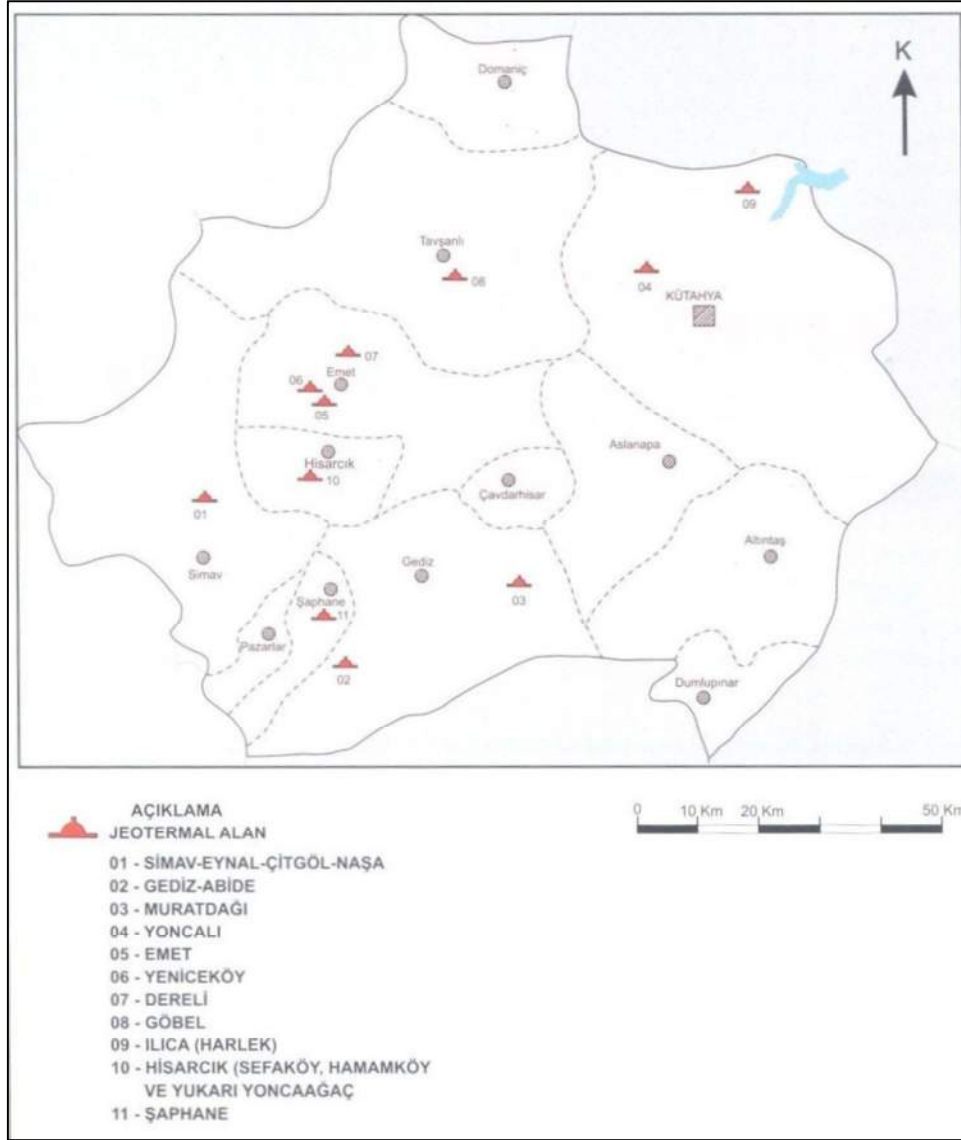 K
Domaniç
09
Tavşanlı
08
04
KÜTAHYA
07
06
Emet
05
Hisarcık
10
Aslanapa
Çavdarhisar
01
Simav
Gediz
03
Altıntaş
Şaphane
11
Pazarlar
02
Dumlupınar
AÇIKLAMA
JEOTERMAL ALAN
0 10 Km 20 Km 50 Km
01 - SİMAV-EYNAL-ÇİTGÖL-NAŞA
02 - GEDİZ-ABİDE
03 - MURATDAĞI
04 - YONCALI
05 - EMET
06 - YENİCEKÖY
07 - DERELİ
08 - GÖBEL
09 - ILICA (HARLEK)
10 - HİSARCIK (SEFAKÖY, HAMAMKÖY
VE YUKARI YONCAAĞAÇ
11 - ŞAPHANE